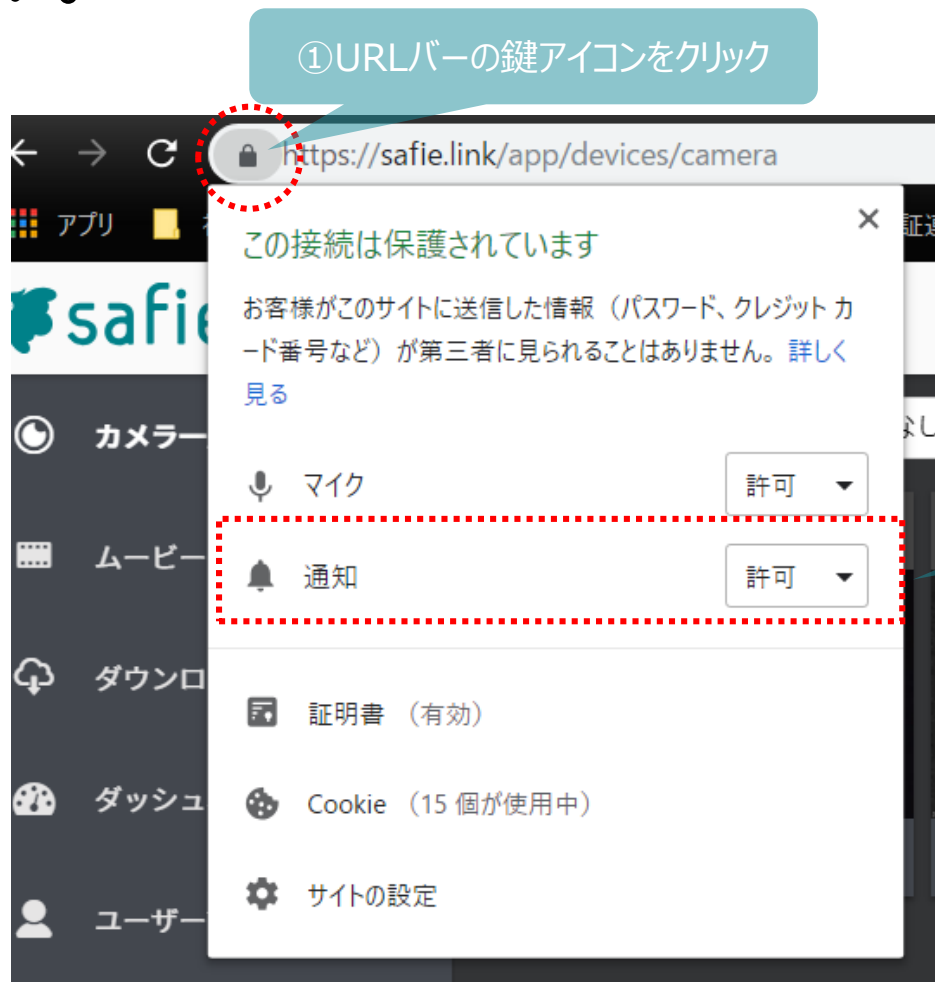 ①URLバーの鍵アイコンをクリック
https://safie.link/app/devices/camera
アプリ
この接続は保護されています
お客様がこのサイトに送信した情報（パスワード、クレジット カ
ード番号など）が第三者に見られることはありません。詳しく
見る
safie
カメラー
マイク 許可
ムービー
通知 許可
ダウンロ
証明書 （有効）
ダッシュ
Cookie （15 個が使用中）
サイトの設定
ユーザー